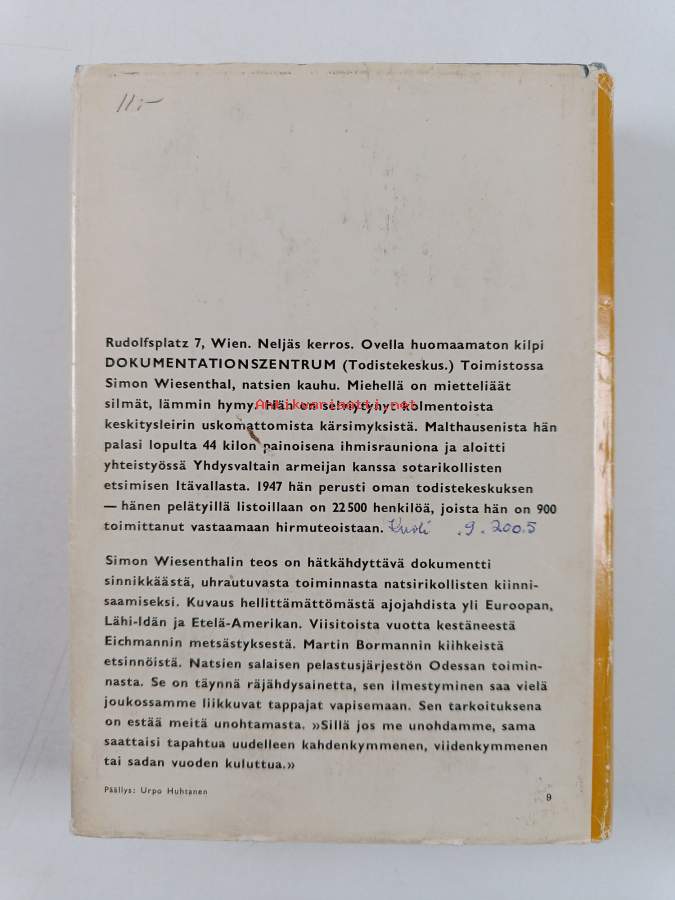 11:-
Rudolfsplatz 7, Wien. Neljäs kerros. Ovella huomaamaton kilpi
DOKUMENTATIONSZENTRUM (Todistekeskus.) Toimistossa
Simon Wiesenthal, natsien kauhu. Miehellä on mietteliäät
silmät, lämmin hymy. Hän on selviytynyt kolmentoista
Antikvariaatti.net
keskitysleirin uskomattomista kärsimyksistä. Malthausenista hän
palasi lopulta 44 kilon painoisena ihmisrauniona ja aloitti
yhteistyössä Yhdysvaltain armeijan kanssa sotarikollisten
etsimisen Itävallasta. 1947 hän perusti oman todistekeskuksen
— hänen pelätyillä listoillaan on 22500 henkilöä, joista hän on 900
toimittanut vastaamaan hirmuteoistaan. Kuoli .9.2005
Simon Wiesenthalin teos on hätkähdyttävä dokumentti
sinnikkäästä, uhrautuvasta toiminnasta natsirikollisten kiinni-
saamiseksi. Kuvaus hellittämättömästä ajojahdista yli Euroopan,
Lähi-Idän ja Etelä-Amerikan. Viisitoista vuotta kestäneestä
Eichmannin metsästyksestä. Martin Bormannin kiihkeistä
etsinnöistä. Natsien salaisen pelastusjärjestön Odessan toimin-
nasta. Se on täynnä räjähdysainetta, sen ilmestyminen saa vielä
joukossamme liikkuvat tappajat vapisemaan. Sen tarkoituksena
on estää meitä unohtamasta. »Sillä jos me unohdamme, sama
saattaisi tapahtua uudelleen kahdenkymmenen, viidenkymmenen
tai sadan vuoden kuluttua.»
Päällys: Urpo Huhtanen
9